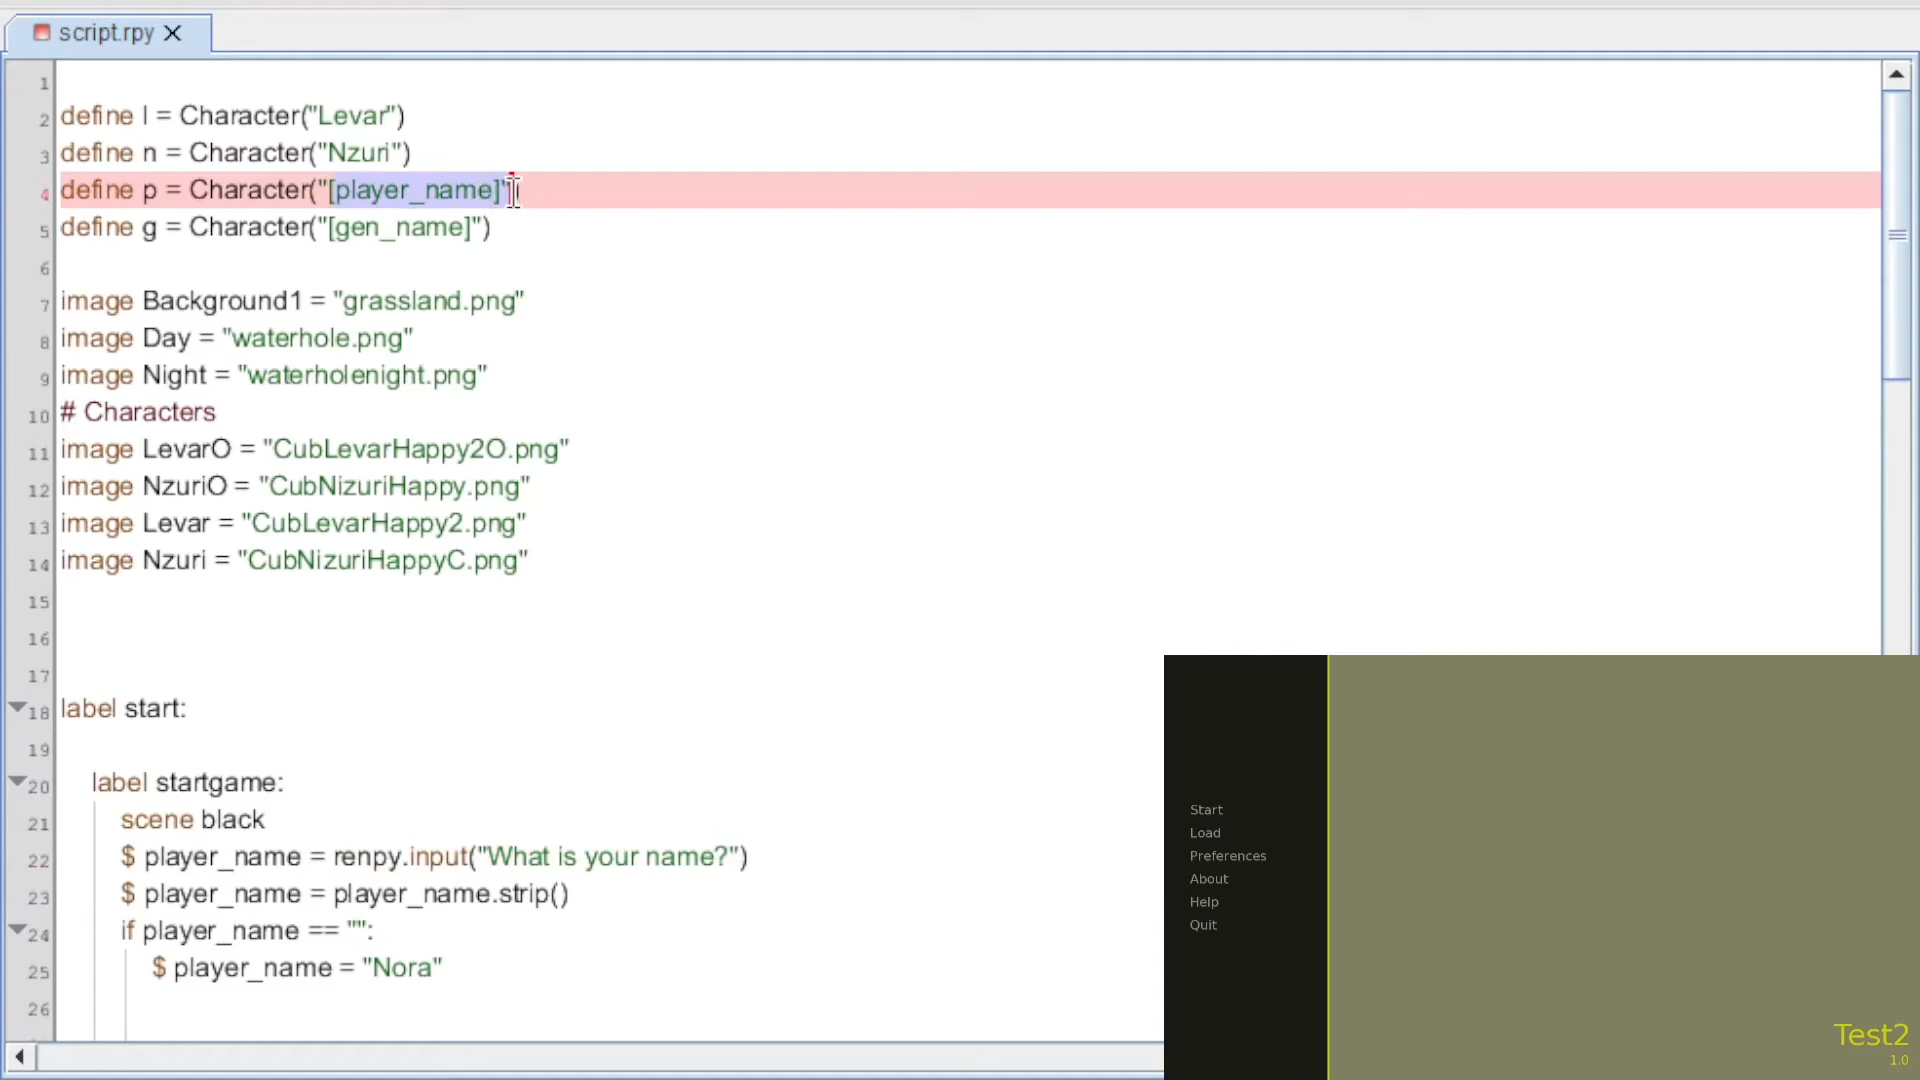 script.rpy X
1
2 define l = Character("Levar")
3 define n = Character("Nzuri")
4 define p = Character("[player_name]")
5 define g = Character("[gen_name]")
6
7 image Background1 = "grassland.png"
8 image Day = "waterhole.png"
9 image Night = "waterholenight.png"
10 # Characters
11 image LevarO = "CubLevarHappy2O.png"
12 image NzuriO = "CubNizuriHappy.png"
13 image Levar = "CubLevarHappy2.png"
14 image Nzuri = "CubNizuriHappyC.png"
15
16
17
18 label start:
19
20 label startgame:
21 scene black
22 $ player_name = renpy.input("What is your name?")
23 $ player_name = player_name.strip()
24 if player_name == "":
25 $ player_name = "Nora"
26
Start
Load
Preferences
About
Help
Quit
Test2
1.0